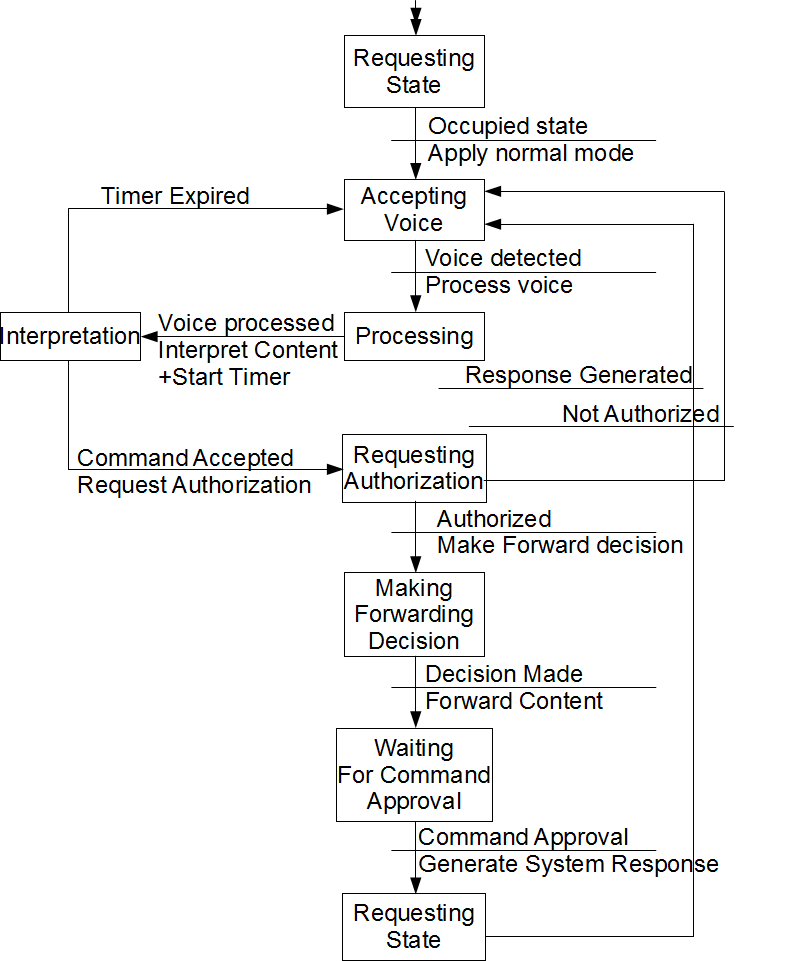 Requesting
State
Occupied state
Apply normal mode
Timer Expired
Accepting
Voice
Voice detected
Process voice
Interpretation
Voice processed
Interpret Content
+Start Timer
Processing
Response Generated
Not Authorized
Command Accepted
Request Authorization
Requesting
Authorization
Authorized
Make Forward decision
Making
Forwarding
Decision
Decision Made
Forward Content
Waiting
For Command
Approval
Command Approval
Generate System Response
Requesting
State